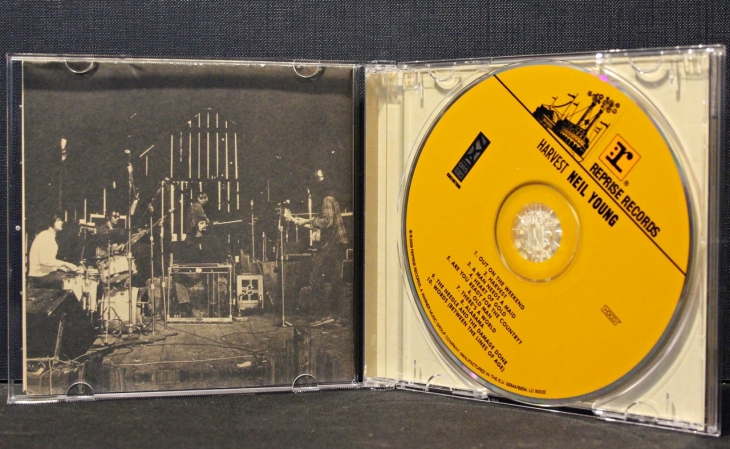 HARVEST NEIL YOUNG
r
REPRISE RECORDS
1. OUT ON THE WEEKEND
2. HARVEST
3. A MAN NEEDS A MAID
4. HEART OF GOLD
5. ARE YOU READY FOR THE COUNTRY?
6. OLD MAN
7. THERE'S A WORLD
8. ALABAMA
9. THE NEEDLE AND THE DAMAGE DONE
10. WORDS (BETWEEN THE LINES OF AGE)